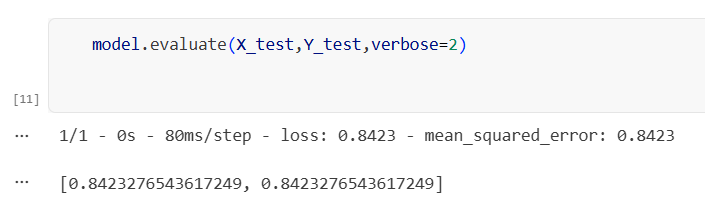 model.evaluate(X_test,Y_test,verbose=2)
[11]
... 1/1 - 0s - 80ms/step - loss: 0.8423 - mean_squared_error: 0.8423
... [0.8423276543617249, 0.8423276543617249]